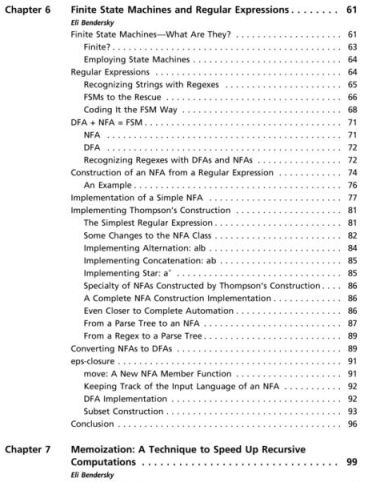 Chapter 6 Finite State Machines and Regular Expressions . . . . . . . . 61
Eli Bendersky
Finite State Machines—What Are They? . . . . . . . . . . . . . . . . 61
Finite? . . . . . . . . . . . . . . . . . . . . . . . . . . . . . . . . . . . 63
Employing State Machines . . . . . . . . . . . . . . . . . . . . . . . 64
Regular Expressions . . . . . . . . . . . . . . . . . . . . . . . . . . . 64
Recognizing Strings with Regexes . . . . . . . . . . . . . . . . . . 65
FSMs to the Rescue . . . . . . . . . . . . . . . . . . . . . . . . . . . 66
Coding It the FSM Way . . . . . . . . . . . . . . . . . . . . . . . . . 68
DFA + NFA = FSM . . . . . . . . . . . . . . . . . . . . . . . . . . . . . 71
NFA . . . . . . . . . . . . . . . . . . . . . . . . . . . . . . . . . . . . 71
DFA . . . . . . . . . . . . . . . . . . . . . . . . . . . . . . . . . . . . 72
Recognizing Regexes with DFAs and NFAs . . . . . . . . . . . . . 72
Construction of an NFA from a Regular Expression . . . . . . . . . 74
An Example . . . . . . . . . . . . . . . . . . . . . . . . . . . . . . . . 76
Implementation of a Simple NFA . . . . . . . . . . . . . . . . . . . . 77
Implementing Thompson's Construction . . . . . . . . . . . . . . . . 81
The Simplest Regular Expression . . . . . . . . . . . . . . . . . . . 81
Some Changes to the NFA Class . . . . . . . . . . . . . . . . . . . 82
Implementing Alternation: alb . . . . . . . . . . . . . . . . . . . . . 84
Implementing Concatenation: ab . . . . . . . . . . . . . . . . . . . 85
Implementing Star: a* . . . . . . . . . . . . . . . . . . . . . . . . . . 85
Specialty of NFAs Constructed by Thompson's Construction . . . . 86
A Complete NFA Construction Implementation . . . . . . . . . . . 86
Even Closer to Complete Automation . . . . . . . . . . . . . . . . . 86
From a Parse Tree to an NFA . . . . . . . . . . . . . . . . . . . . . . 87
From a Regex to a Parse Tree . . . . . . . . . . . . . . . . . . . . . 89
Converting NFAs to DFAs . . . . . . . . . . . . . . . . . . . . . . . . . 89
eps-closure . . . . . . . . . . . . . . . . . . . . . . . . . . . . . . . . . 91
move: A New NFA Member Function . . . . . . . . . . . . . . . . . 91
Keeping Track of the Input Language of an NFA . . . . . . . . . . 92
DFA Implementation . . . . . . . . . . . . . . . . . . . . . . . . . . . 92
Subset Construction . . . . . . . . . . . . . . . . . . . . . . . . . . . 93
Conclusion . . . . . . . . . . . . . . . . . . . . . . . . . . . . . . . . . 96
Chapter 7 Memoization: A Technique to Speed Up Recursive
Computations . . . . . . . . . . . . . . . . . . . . . . . . . . . . 99
Eli Bendersky